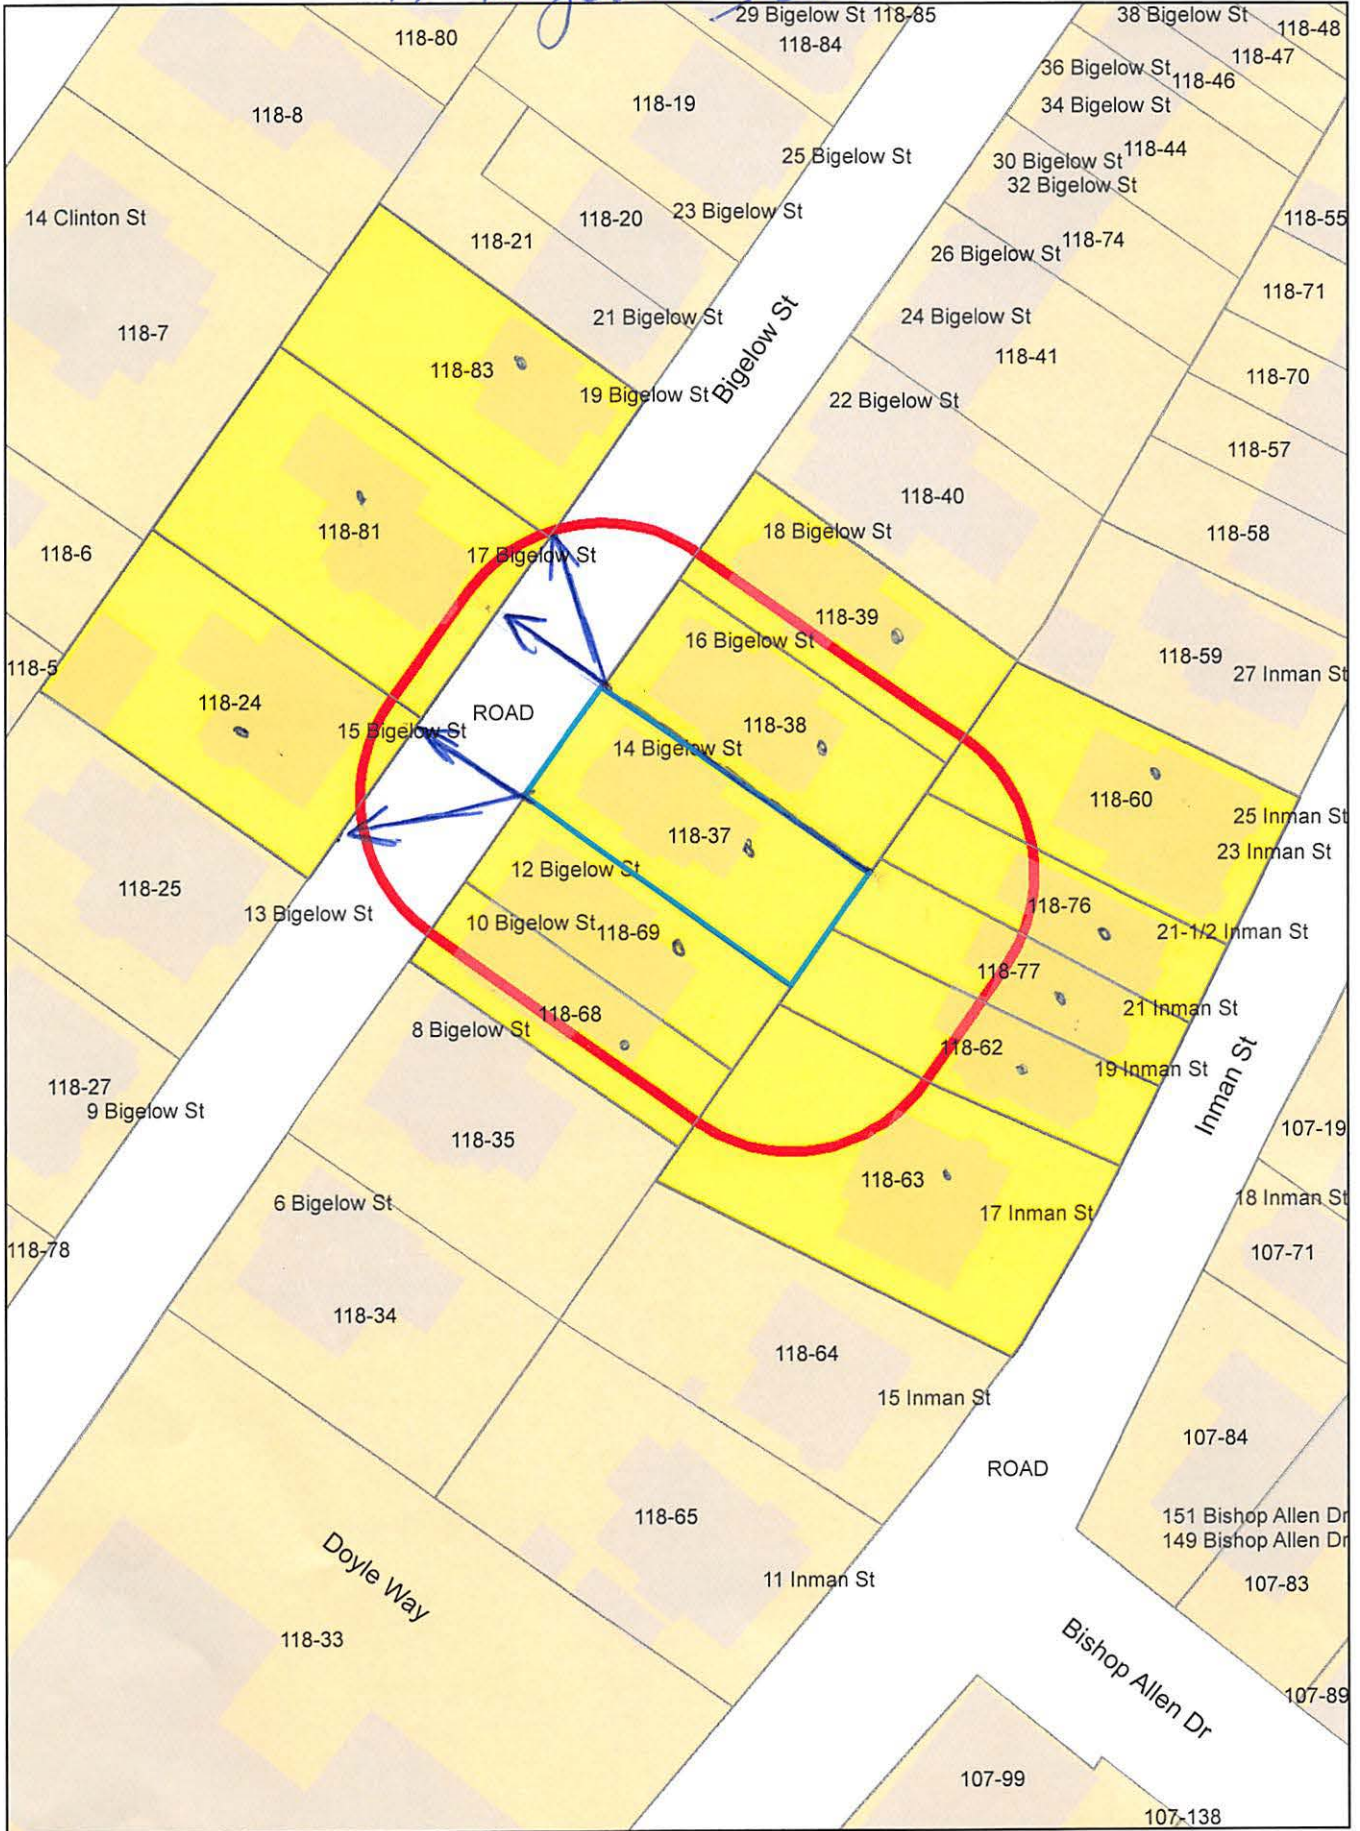 29 Bigelow St 118-85
38 Bigelow St
118-48
118-80
118-84
118-47
36 Bigelow St
118-46
118-8
118-19
34 Bigelow St
25 Bigelow St
118-44
30 Bigelow St
32 Bigelow St
14 Clinton St
118-20
23 Bigelow St
118-55
118-21
118-74
26 Bigelow St
118-71
118-7
21 Bigelow St
24 Bigelow St
Bigelow St
118-41
118-83
118-70
19 Bigelow St
22 Bigelow St
118-57
118-40
118-81
18 Bigelow St
118-58
118-6
17 Bigelow St
118-39
16 Bigelow St
118-59
118-5
27 Inman St
118-24
ROAD
118-38
15 Bigelow St
14 Bigelow St
118-60
25 Inman St
118-37
23 Inman St
12 Bigelow St
118-25
118-76
13 Bigelow St
10 Bigelow St
118-69
21-1/2 Inman St
118-77
118-68
21 Inman St
8 Bigelow St
118-62
19 Inman St
118-27
9 Bigelow St
Inman St
118-35
107-19
118-63
6 Bigelow St
18 Inman St
17 Inman St
118-78
107-71
118-34
118-64
15 Inman St
107-84
ROAD
118-65
151 Bishop Allen Dr
149 Bishop Allen Dr
Doyle Way
11 Inman St
107-83
118-33
Bishop Allen Dr
107-89
107-99
107-138